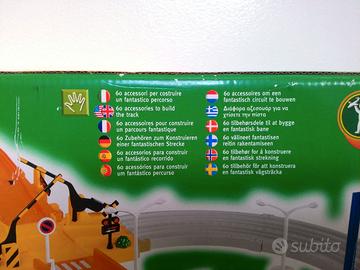 60 accessori per costruire
un fantastico percorso
60 accessories to build
the track
60 accessoires pour construire
un parcours fantastique
60 Zubehören zum Konstruieren
einer fantastischen Strecke
60 accesorios para construir
un fantástico recorrido
60 acessórios para construir
um fantástico percurso
60 accessoires om een
fantastisch circuit te bouwen
Διάφορα αξεσουάρ για να
χτίσετε την πίστα
60 tilbehørsdele til at bygge
en fantastisk bane
60 välineet fantastisen
reitin rakentamiseen
60 tilbehør for å konstruere
en fantastisk strekning
60 tillbehör för att konstruera
en fantastisk vägsträcka
subito